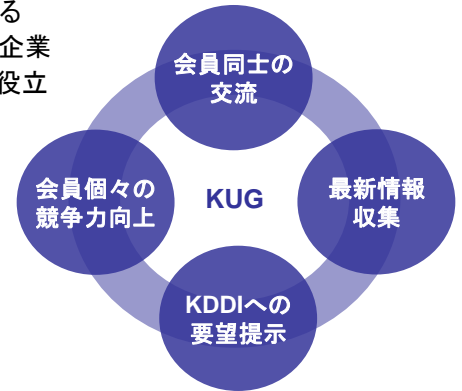 る
企業
役立
会員同士の
交流
会員個々の
競争力向上
KUG
最新情報
収集
KDDIへの
要望提示